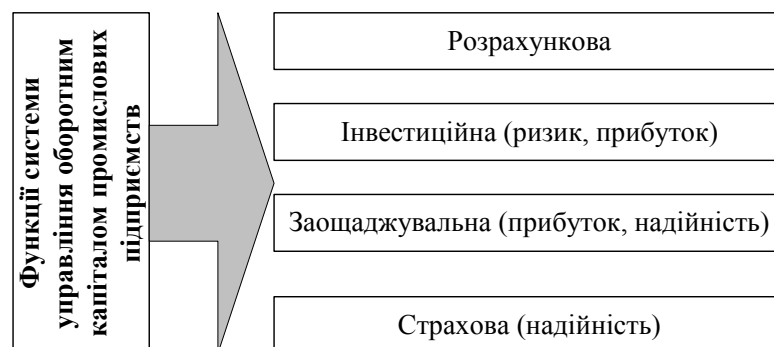 Функції системи
управління оборотним
капіталом промислових
підприємств
Розрахункова
Інвестиційна (ризик, прибуток)
Заощаджувальна (прибуток, надійність)
Страхова (надійність)